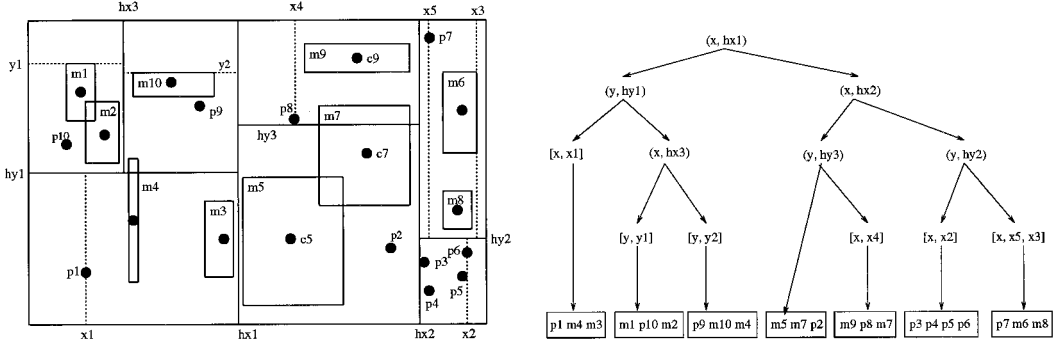 hx3
x4
x5
x3
p7
y1
m1
y2
m9
c9
m10
m6
m2
p9
p8
m7
p10
hy3
c7
hy1
m4
m5
m8
m3
p2
c5
p6
hy2
p1
p3
p5
p4
x1
hx1
hx2
x2
(x, hx1)
(y, hy1)
(x, hx2)
[x, x1]
(x, hx3)
(y, hy3)
(y, hy2)
[y, y1]
[y, y2]
[x, x4]
[x, x2]
[x, x5, x3]
p1 m4 m3
m1 p10 m2
p9 m10 m4
m5 m7 p2
m9 p8 m7
p3 p4 p5 p6
p7 m6 m8